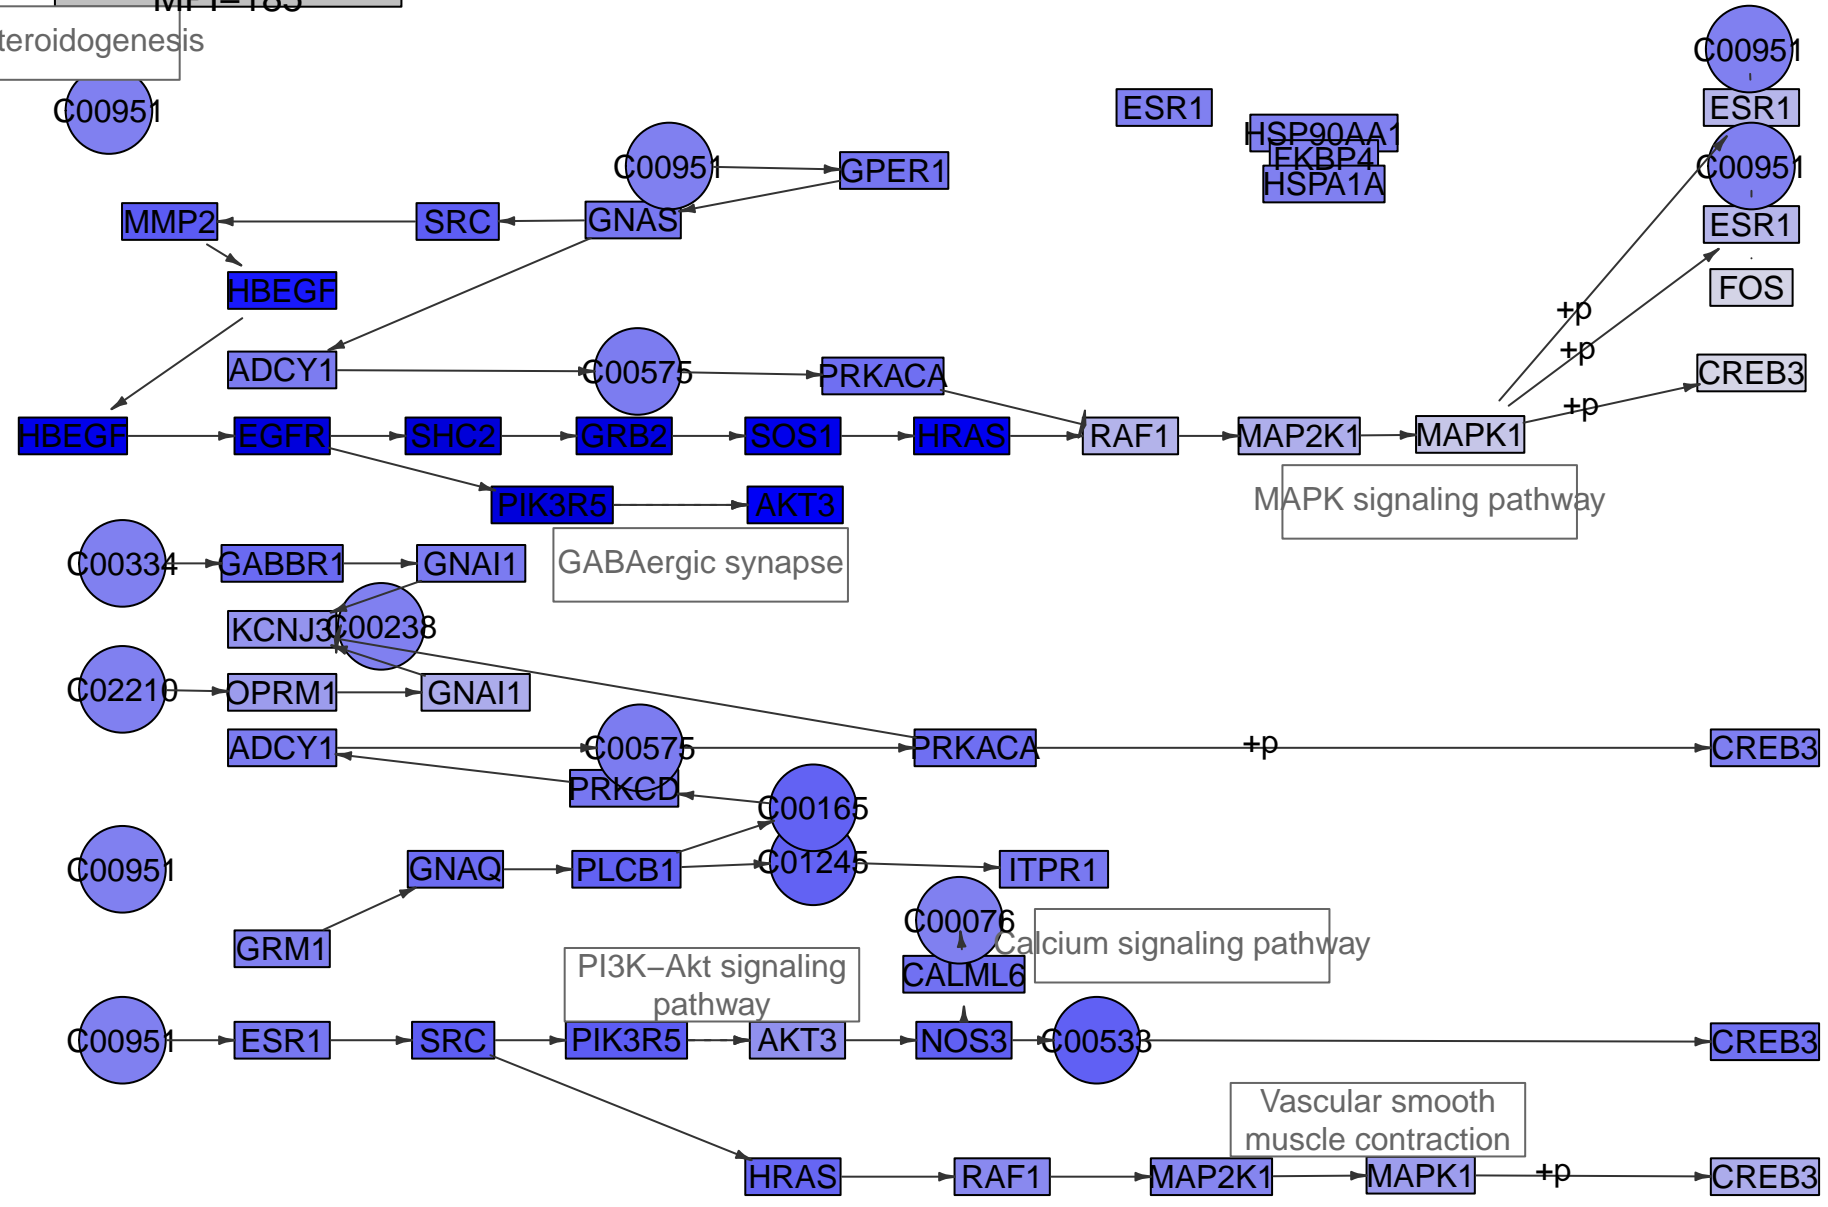 MPI−185
teroidogenesis
C00951
C00951
ESR1
ESR1
HSP90AA1
FKBP4
HSPA1A
C00951
GPER1
C00951
MMP2
SRC
GNAS
ESR1
HBEGF
FOS
+p
+p
ADCY1
C00575
PRKACA
CREB3
+p
HBEGF
EGFR
SHC2
GRB2
SOS1
HRAS
RAF1
MAP2K1
MAPK1
PIK3R5
AKT3
MAPK signaling pathway
C00334
GABBR1
GNAI1
GABAergic synapse
KCNJ3
C00238
C02210
OPRM1
GNAI1
ADCY1
C00575
PRKACA
+p
CREB3
PRKCD
C00165
C01245
C00951
GNAQ
PLCB1
ITPR1
GRM1
C00076
Calcium signaling pathway
CALML6
PI3K−Akt signaling
pathway
C00951
ESR1
SRC
PIK3R5
AKT3
NOS3
C00533
CREB3
Vascular smooth
muscle contraction
HRAS
RAF1
MAP2K1
MAPK1
+p
CREB3